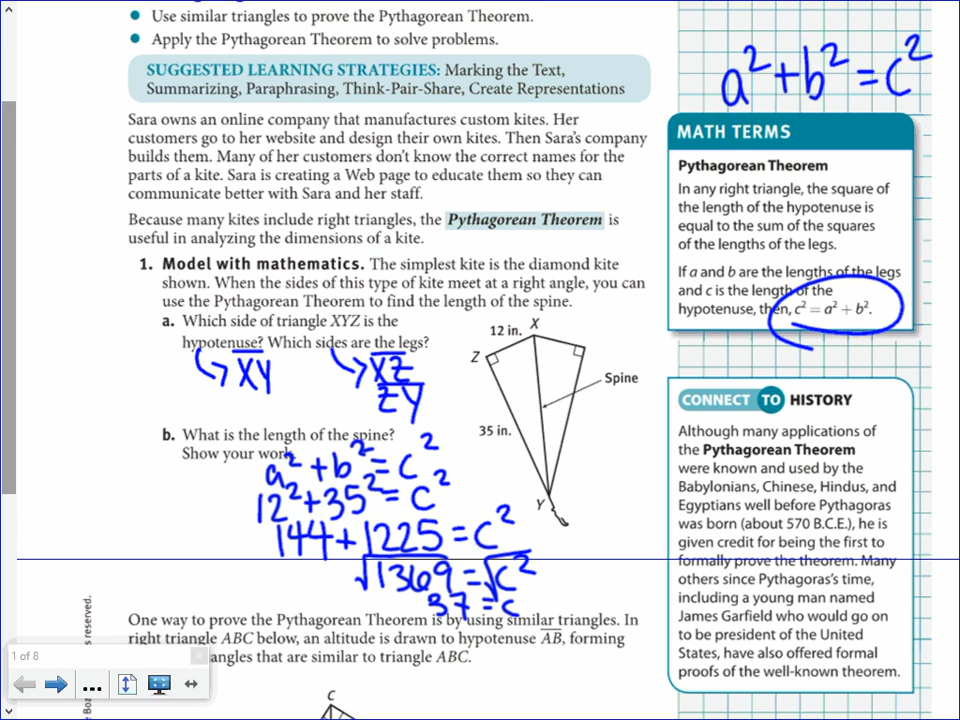 Use similar triangles to prove the Pythagorean Theorem.
Apply the Pythagorean Theorem to solve problems.
SUGGESTED LEARNING STRATEGIES: Marking the Text,
Summarizing, Paraphrasing, Think-Pair-Share, Create Representations
Sara owns an online company that manufactures custom kites. Her
customers go to her website and design their own kites. Then Sara's company
builds them. Many of her customers don't know the correct names for the
parts of a kite. Sara is creating a Web page to educate them so they can
communicate better with Sara and her staff.
Because many kites include right triangles, the Pythagorean Theorem is
useful in analyzing the dimensions of a kite.
1. Model with mathematics. The simplest kite is the diamond kite
shown. When the sides of this type of kite meet at a right angle, you can
use the Pythagorean Theorem to find the length of the spine.
a. Which side of triangle XYZ is the
hypotenuse? Which sides are the legs?
XY
XZ
ZY
12 in.
X
Z
Spine
35 in.
Y
b. What is the length of the spine?
Show your work.
a² + b² = c²
12² + 35² = c²
144 + 1225 = c²
√1369 = √c²
37 = c
One way to prove the Pythagorean Theorem is by using similar triangles. In
right triangle ABC below, an altitude is drawn to hypotenuse AB, forming
angles that are similar to triangle ABC.
C
a² + b² = c²
MATH TERMS
Pythagorean Theorem
In any right triangle, the square of
the length of the hypotenuse is
equal to the sum of the squares
of the lengths of the legs.
If a and b are the lengths of the legs
and c is the length of the
hypotenuse, then, c² = a² + b².
CONNECT TO HISTORY
Although many applications of
the Pythagorean Theorem
were known and used by the
Babylonians, Chinese, Hindus, and
Egyptians well before Pythagoras
was born (about 570 B.C.E.), he is
given credit for being the first to
formally prove the theorem. Many
others since Pythagoras's time,
including a young man named
James Garfield who would go on
to be president of the United
States, have also offered formal
proofs of the well-known theorem.
s reserved.
1 of 8
...